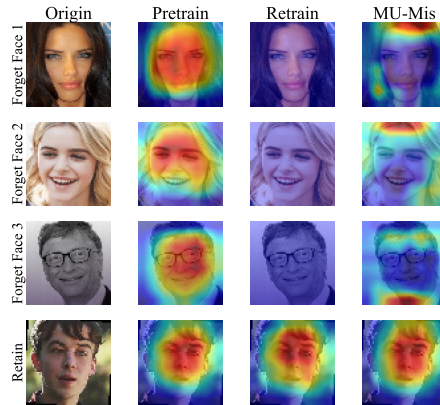 Origin Pretrain Retrain MU-Mis
Forget Face 1
Forget Face 2
Forget Face 3
Retain